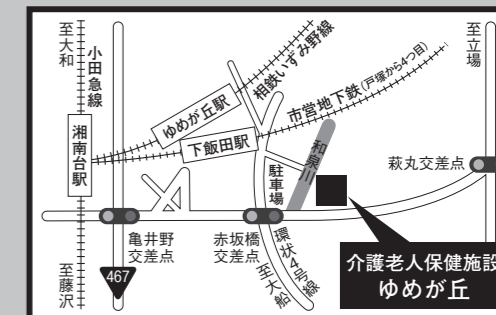 至大和
小田急線
湘南台駅
至藤沢
467
亀井野
交差点
ゆめが丘駅
相鉄いずみ野線
下飯田駅
市営地下鉄(戸塚から4つ目)
和泉川
駐車場
赤坂橋
交差点
環状4号線
至大船
至立場
萩丸交差点
介護老人保健施設
ゆめが丘